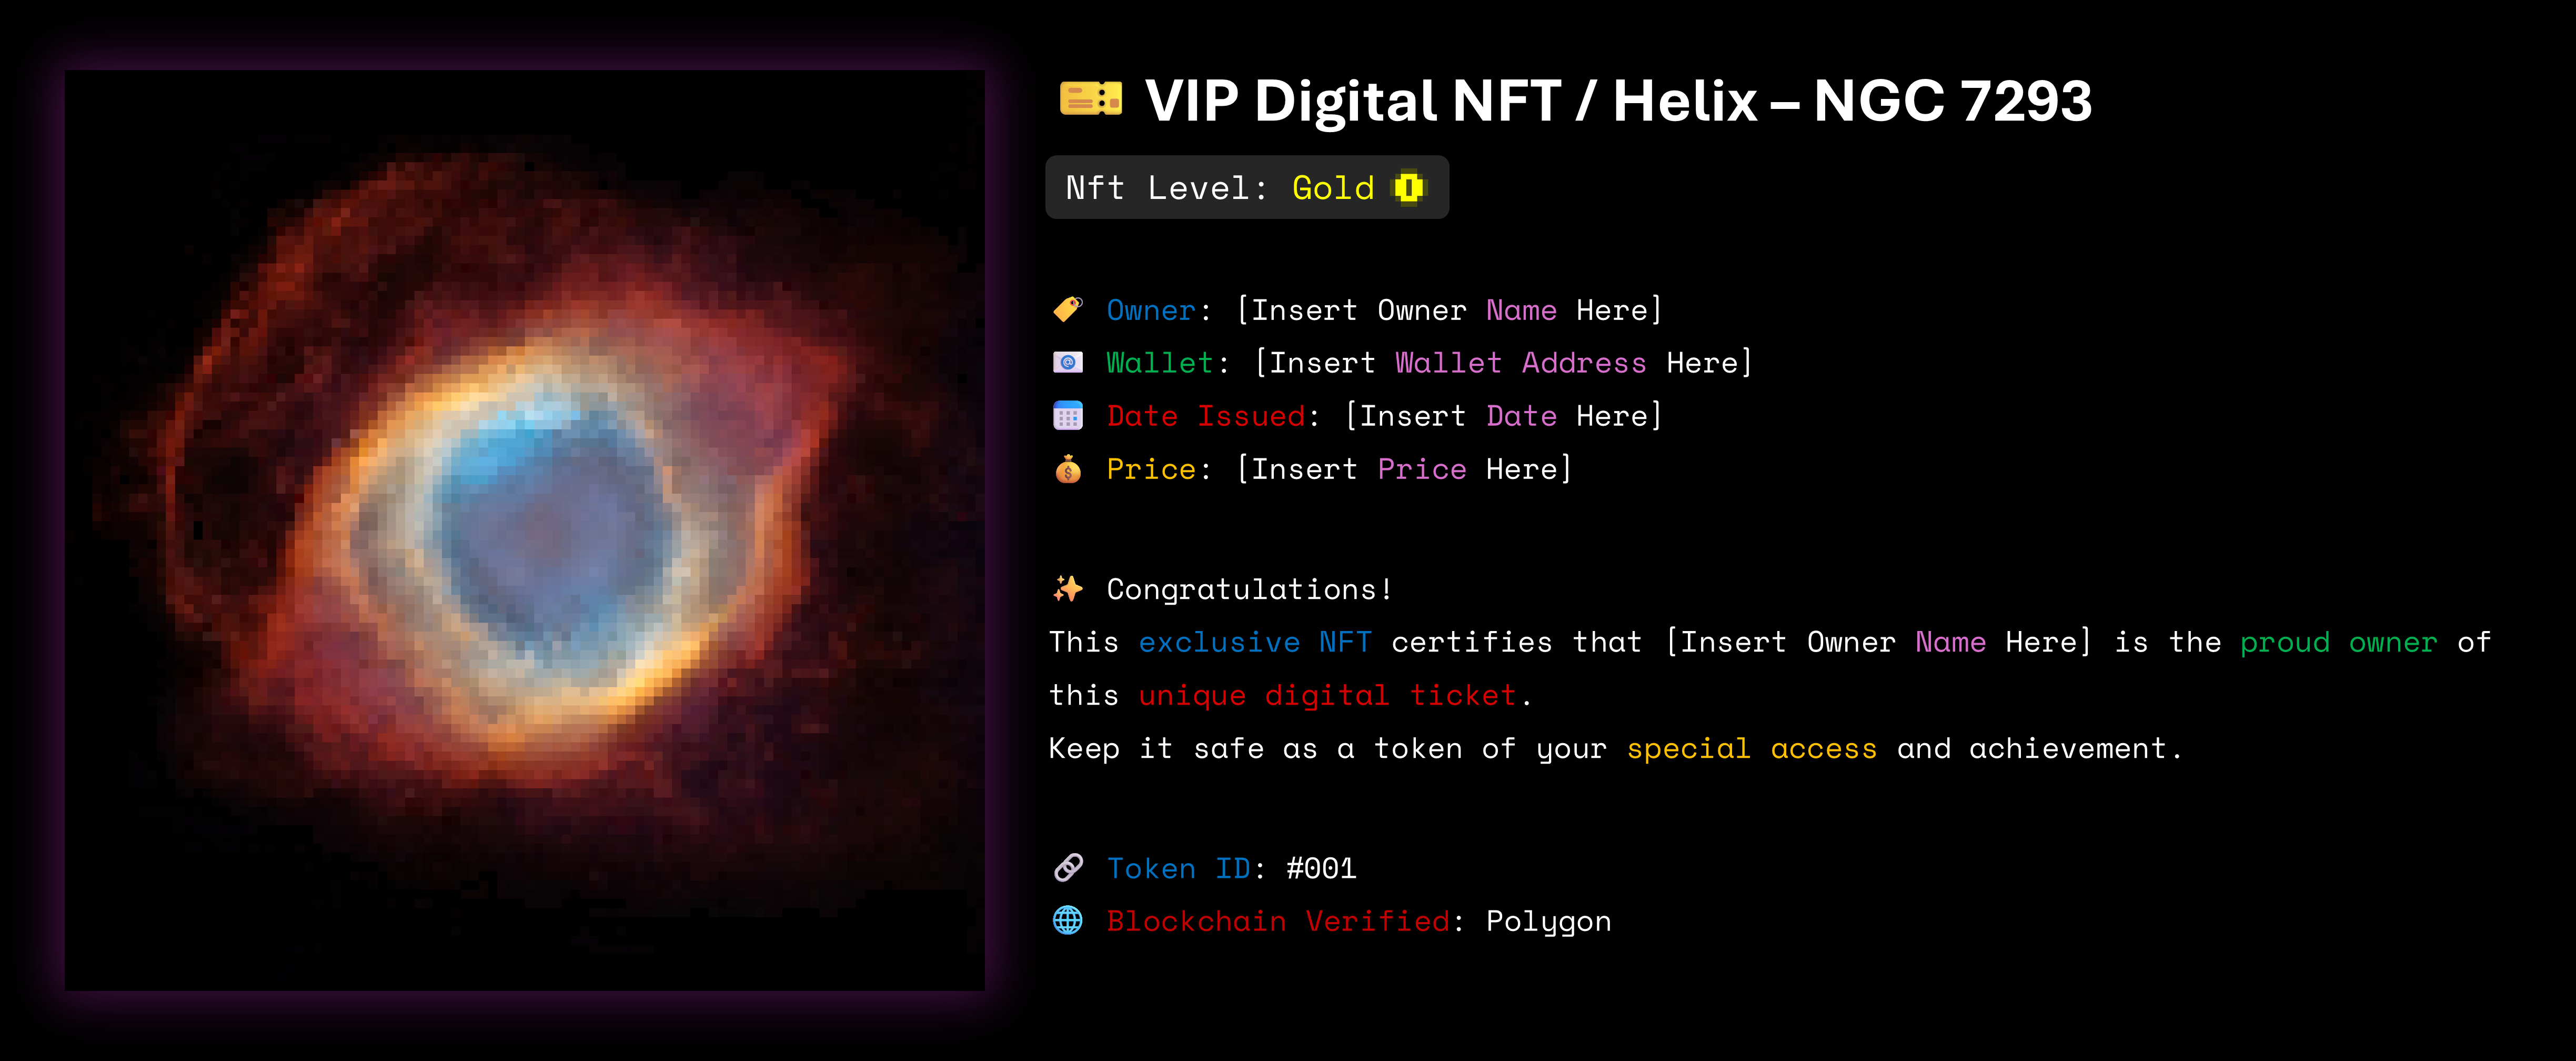 VIP Digital NFT / Helix – NGC 7293
Nft Level: Gold
Owner: [Insert Owner Name Here]
Wallet: [Insert Wallet Address Here]
Date Issued: [Insert Date Here]
Price: [Insert Price Here]
Congratulations!
This exclusive NFT certifies that [Insert Owner Name Here] is the proud owner of
this unique digital ticket.
Keep it safe as a token of your special access and achievement.
Token ID: #001
Blockchain Verified: Polygon